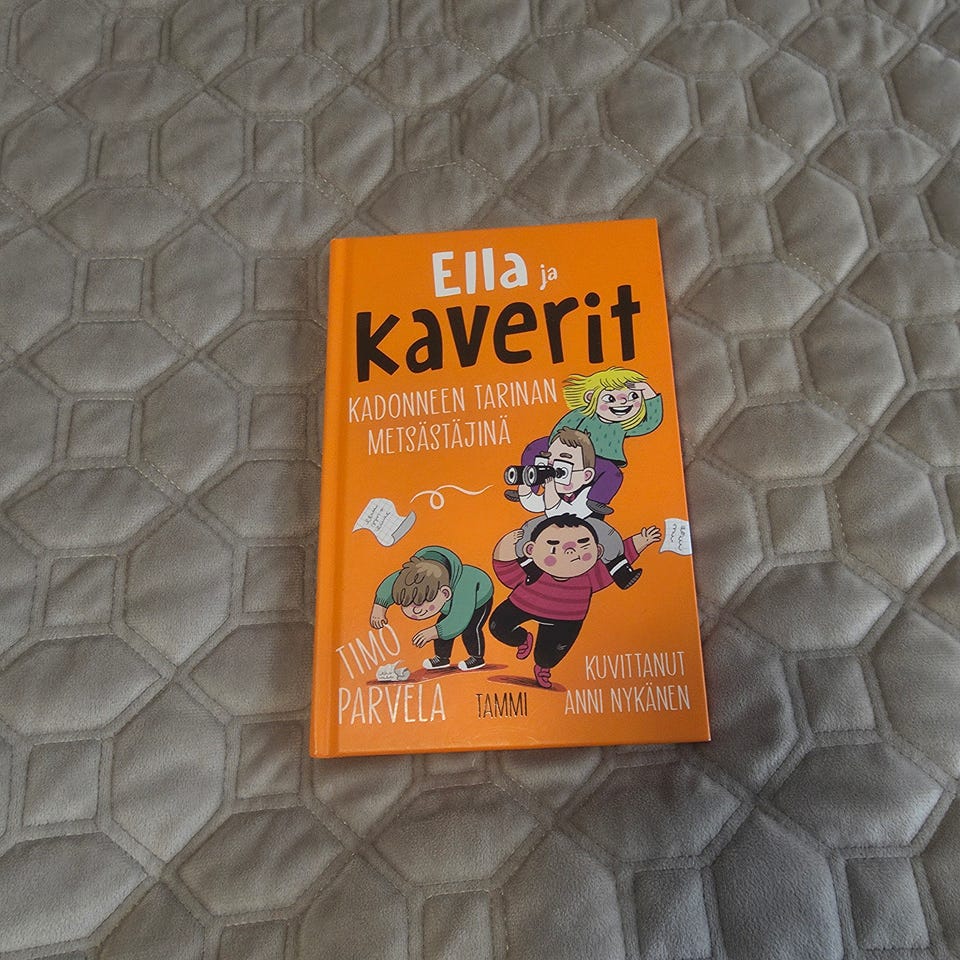 Ella ja
Kaverit
KADONNEEN TARINAN
METSÄSTÄJINÄ
TIMO
PARVELA
TAMMI
KUVITTANUT
ANNI NYKÄNEN